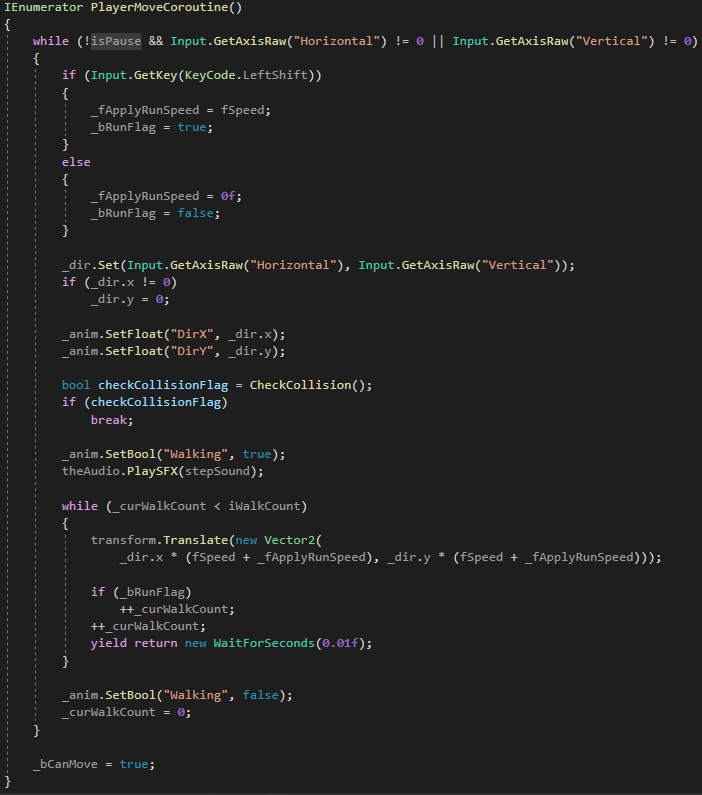 IEnumerator PlayerMoveCoroutine()
{
    while (!isPause && Input.GetAxisRaw("Horizontal") != 0 || Input.GetAxisRaw("Vertical") != 0)
    {
        if (Input.GetKey(KeyCode.LeftShift))
        {
            _fApplyRunSpeed = fSpeed;
            _bRunFlag = true;
        }
        else
        {
            _fApplyRunSpeed = 0f;
            _bRunFlag = false;
        }

        _dir.Set(Input.GetAxisRaw("Horizontal"), Input.GetAxisRaw("Vertical"));
        if (_dir.x != 0)
            _dir.y = 0;

        _anim.SetFloat("DirX", _dir.x);
        _anim.SetFloat("DirY", _dir.y);

        bool checkCollisionFlag = CheckCollision();
        if (checkCollisionFlag)
            break;

        _anim.SetBool("Walking", true);
        theAudio.PlaySFX(stepSound);

        while (_curWalkCount < iWalkCount)
        {
            transform.Translate(new Vector2(
                _dir.x * (fSpeed + _fApplyRunSpeed), _dir.y * (fSpeed + _fApplyRunSpeed)));

            if (_bRunFlag)
                ++_curWalkCount;
            ++_curWalkCount;
            yield return new WaitForSeconds(0.01f);
        }

        _anim.SetBool("Walking", false);
        _curWalkCount = 0;
    }

    _bCanMove = true;
}